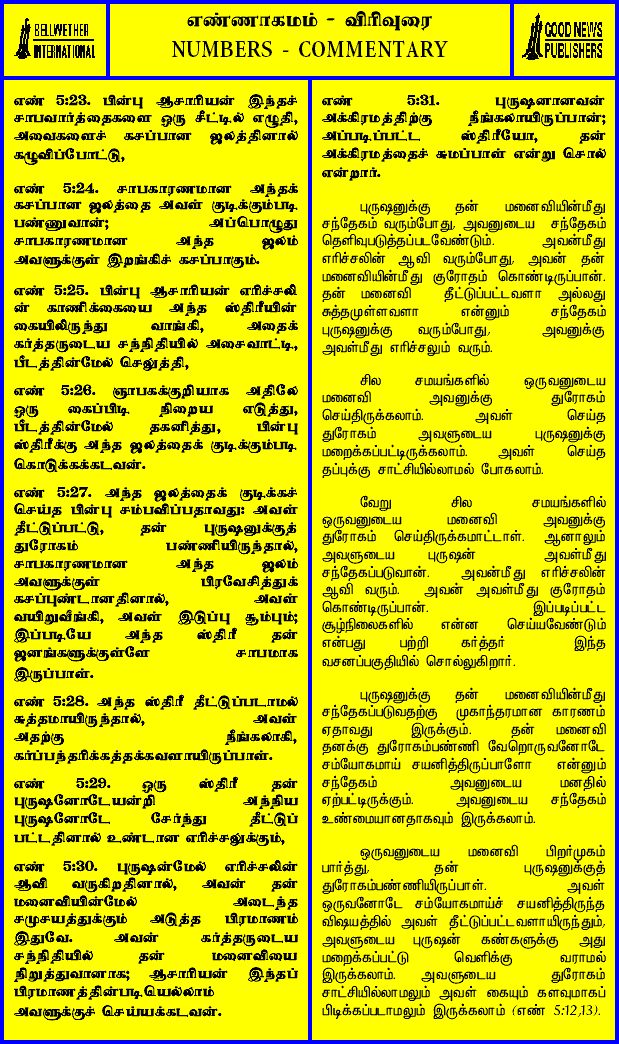 எண்ணாகமம் - விரிவுரை
NUMBERS - COMMENTARY
BELLWETHER
INTERNATIONAL
GOOD NEWS
PUBLISHERS
எண் 5:23. பின்பு ஆசாரியன் இந்தச்
சாபவார்த்தைகளை ஒரு சீட்டில் எழுதி,
அவைகளைச் கசப்பான ஜலத்தினால்
கழுவிப்போட்டு,
எண் 5:24. சாபகாரணமான அந்தக்
கசப்பான ஜலத்தை அவள் குடிக்கும்படி
பண்ணுவான்; அப்பொழுது
சாபகாரணமான அந்த ஜலம்
அவளுக்குள் இறங்கிச் கசப்பாகும்.
எண் 5:25. பின்பு ஆசாரியன் எரிச்சலி
ன் காணிக்கையை அந்த ஸ்திரீயின்
கையிலிருந்து வாங்கி, அதைக்
கர்த்தருடைய சந்நிதியில் அசைவாட்டி,
பீடத்தின்மேல் செலுத்தி,
எண் 5:26. ஞாபகக்குறியாக அதிலே
ஒரு கைப்பிடி நிறைய எடுத்து,
பீடத்தின்மேல் தகனித்து, பின்பு
ஸ்திரீக்கு அந்த ஜலத்தைக் குடிக்கும்படி
கொடுக்கக்கடவன்.
எண் 5:27. அந்த ஜலத்தைக் குடிக்கச்
செய்த பின்பு சம்பவிப்பதாவது: அவள்
தீட்டுப்பட்டு, தன் புருஷனுக்குத்
துரோகம் பண்ணியிருந்தால்,
சாபகாரணமான அந்த ஜலம்
அவளுக்குள் பிரவேசித்துக்
கசப்புண்டானதினால், அவள்
வயிறுவீங்கி, அவள் இடுப்பு சூம்பும்;
இப்படியே அந்த ஸ்திரீ தன்
ஜனங்களுக்குள்ளே சாபமாக
இருப்பாள்.
எண் 5:28. அந்த ஸ்திரீ தீட்டுப்படாமல்
சுத்தமாயிருந்தால், அவள்
அதற்கு நீங்கலாகி,
கர்ப்பந்தரிக்கத்தக்கவளாயிருப்பாள்.
எண் 5:29. ஒரு ஸ்திரீ தன்
புருஷனோடேயன்றி அந்நிய
புருஷனோடே சேர்ந்து தீட்டுப்
பட்டதினால் உண்டான எரிச்சலுக்கும்,
எண் 5:30. புருஷன்மேல் எரிச்சலின்
ஆவி வருகிறதினால், அவன் தன்
மனைவியின்மேல் அடைந்த
சமுசயத்துக்கும் அடுத்த பிரமாணம்
இதுவே. அவன் கர்த்தருடைய
சந்நிதியில் தன் மனைவியை
நிறுத்துவானாக; ஆசாரியன் இந்தப்
பிரமாணத்தின்படியெல்லாம்
அவளுக்குச் செய்யக்கடவன்.
எண் 5:31. புருஷனானவன்
அக்கிரமத்திற்கு நீங்கலாயிருப்பான்;
அப்படிப்பட்ட ஸ்திரீயோ, தன்
அக்கிரமத்தைச் சுமப்பாள் என்று சொல்
என்றார்.
புருஷனுக்கு தன் மனைவியின்மீது
சந்தேகம் வரும்போது, அவனுடைய சந்தேகம்
தெளிவுபடுத்தப்படவேண்டும். அவன்மீது
எரிச்சலின் ஆவி வரும்போது, அவன் தன்
மனைவியின்மீது குரோதம் கொண்டிருப்பான்.
தன் மனைவி தீட்டுப்பட்டவளா அல்லது
சுத்தமுள்ளவளா என்னும் சந்தேகம்
புருஷனுக்கு வரும்போது, அவனுக்கு
அவள்மீது எரிச்சலும் வரும்.
சில சமயங்களில் ஒருவனுடைய
மனைவி அவனுக்கு துரோகம்
செய்திருக்கலாம். அவள் செய்த
துரோகம் அவளுடைய புருஷனுக்கு
மறைக்கப்பட்டிருக்கலாம். அவள் செய்த
தப்புக்கு சாட்சியில்லாமல் போகலாம்.
வேறு சில சமயங்களில்
ஒருவனுடைய மனைவி அவனுக்கு
துரோகம் செய்திருக்கமாட்டாள். ஆனாலும்
அவளுடைய புருஷன் அவள்மீது
சந்தேகப்படுவான். அவன்மீது எரிச்சலின்
ஆவி வரும். அவன் அவள்மீது குரோதம்
கொண்டிருப்பான். இப்படிப்பட்ட
சூழ்நிலைகளில் என்ன செய்யவேண்டும்
என்பது பற்றி கர்த்தர் இந்த
வசனப்பகுதியில் சொல்லுகிறார்.
புருஷனுக்கு தன் மனைவியின்மீது
சந்தேகப்படுவதற்கு முகாந்தரமான காரணம்
ஏதாவது இருக்கும். தன் மனைவி
தனக்கு துரோகம்பண்ணி வேறொருவனோடே
சம்யோகமாய் சயனித்திருப்பாளோ என்னும்
சந்தேகம் அவனுடைய மனதில்
ஏற்பட்டிருக்கும். அவனுடைய சந்தேகம்
உண்மையானதாகவும் இருக்கலாம்.
ஒருவனுடைய மனைவி பிறர்முகம்
பார்த்து, தன் புருஷனுக்குத்
துரோகம்பண்ணியிருப்பாள். அவள்
ஒருவனோடே சம்யோகமாய்ச் சயனித்திருந்த
விஷயத்தில் அவள் தீட்டுப்பட்டவளாயிருந்தும்,
அவளுடைய புருஷன் கண்களுக்கு அது
மறைக்கப்பட்டு வெளிக்கு வராமல்
இருக்கலாம். அவளுடைய துரோகம்
சாட்சியில்லாமலும் அவள் கையும் களவுமாகப்
பிடிக்கப்படாமலும் இருக்கலாம் (எண் 5:12,13).